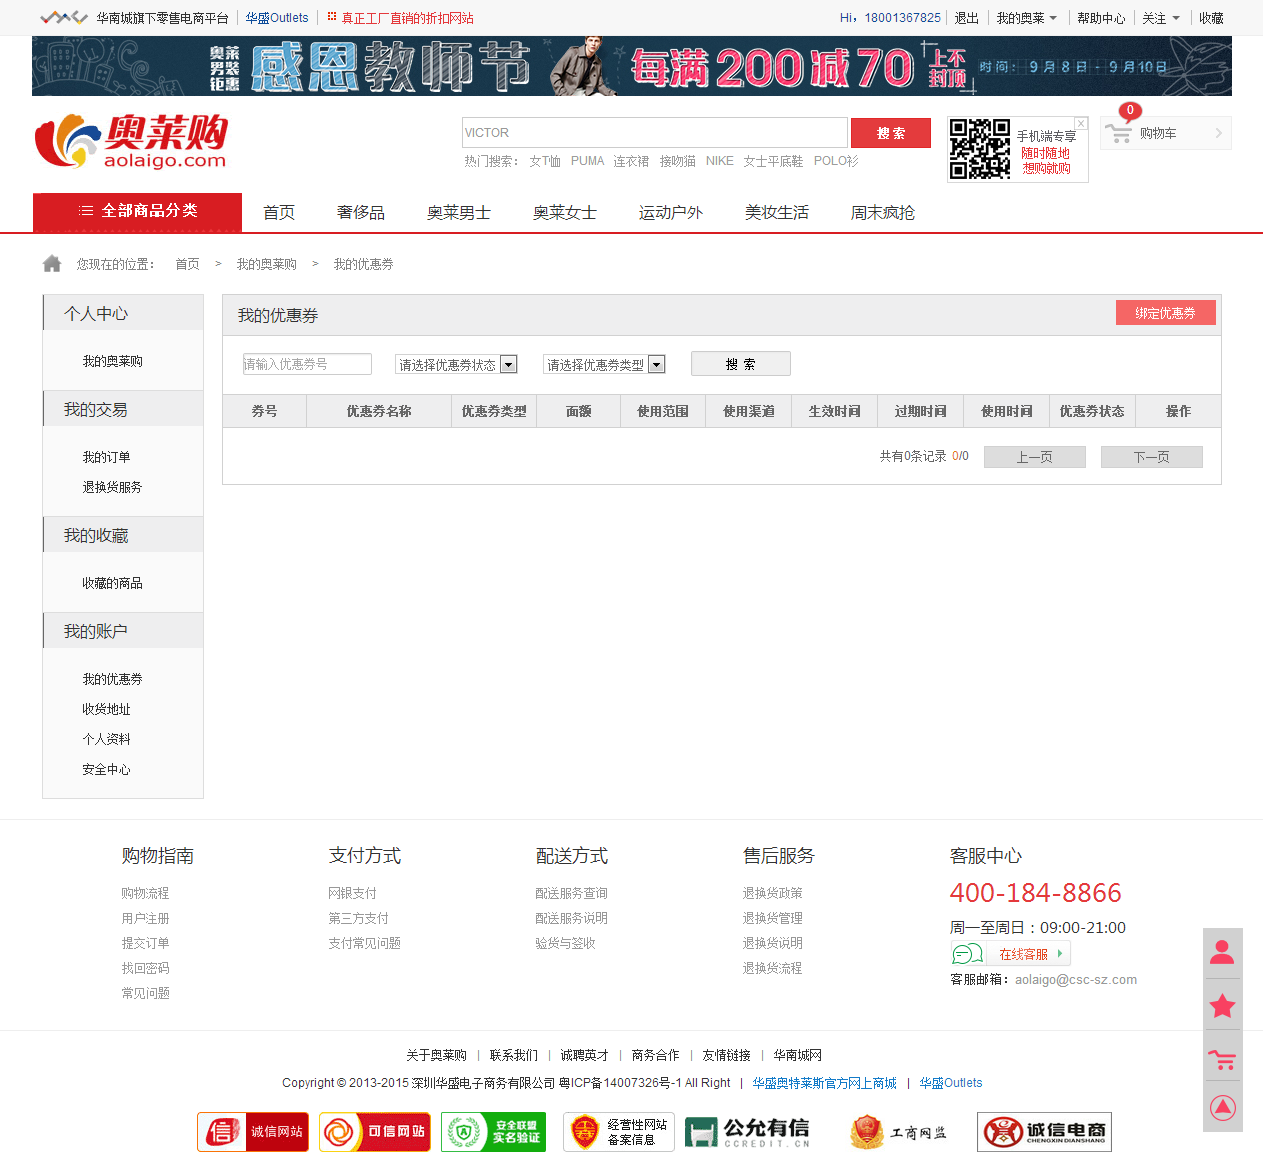 华南城旗下零售电商平台 华盛Outlets 真正工厂直销的折扣网站 Hi，18001367825 退出 我的奥莱 帮助中心 关注 收藏
奥莱男装钜惠 感恩教师节 每满200减70 上不封顶 时间：9月8日 - 9月10日
奥莱购
aolaigo.com
VICTOR 搜 索
热门搜索： 女T恤 PUMA 连衣裙 接吻猫 NIKE 女士平底鞋 POLO衫
手机端专享 X
随时随地
想购就购
0
购物车
全部商品分类 首页 奢侈品 奥莱男士 奥莱女士 运动户外 美妆生活 周末疯抢
您现在的位置： 首页 > 我的奥莱购 > 我的优惠券
个人中心
我的奥莱购
我的交易
我的订单
退换货服务
我的收藏
收藏的商品
我的账户
我的优惠券
收货地址
个人资料
安全中心
我的优惠券 绑定优惠券
请输入优惠券号 请选择优惠券状态 请选择优惠券类型 搜 索
券号 优惠券名称 优惠券类型 面额 使用范围 使用渠道 生效时间 过期时间 使用时间 优惠券状态 操作
共有0条记录 0/0 上一页 下一页
购物指南
购物流程
用户注册
提交订单
找回密码
常见问题
支付方式
网银支付
第三方支付
支付常见问题
配送方式
配送服务查询
配送服务说明
验货与签收
售后服务
退换货政策
退换货管理
退换货说明
退换货流程
客服中心
400-184-8866
周一至周日：09:00-21:00
在线客服
客服邮箱：aolaigo@csc-sz.com
关于奥莱购 | 联系我们 | 诚聘英才 | 商务合作 | 友情链接 | 华南城网
Copyright © 2013-2015 深圳华盛电子商务有限公司 粤ICP备14007326号-1 All Right | 华盛奥特莱斯官方网上商城 | 华盛Outlets
信 诚信网站
可信网站
安全联盟
实名验证
经营性网站
备案信息
公允有信
CCREDIT.CN
工商网监
诚信电商
CHENGXINDIANSHANG